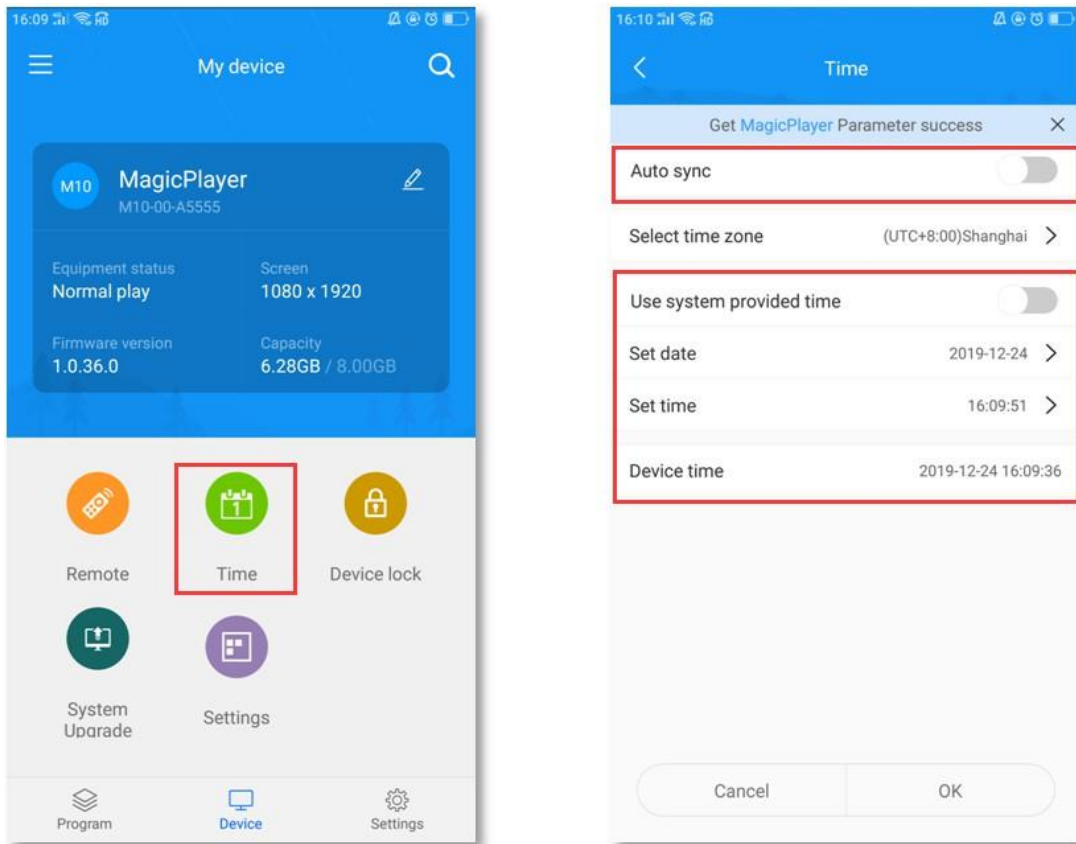 16:09
My device
M10
MagicPlayer
M10-00-A5555
Equipment status
Normal play
Screen
1080 x 1920
Firmware version
1.0.36.0
Capacity
6.28GB / 8.00GB
Remote
Time
Device lock
System
Upgrade
Settings
Program
Device
Settings
16:10
Time
Get MagicPlayer Parameter success
Auto sync
Select time zone (UTC+8:00)Shanghai
Use system provided time
Set date 2019-12-24
Set time 16:09:51
Device time 2019-12-24 16:09:36
Cancel
OK